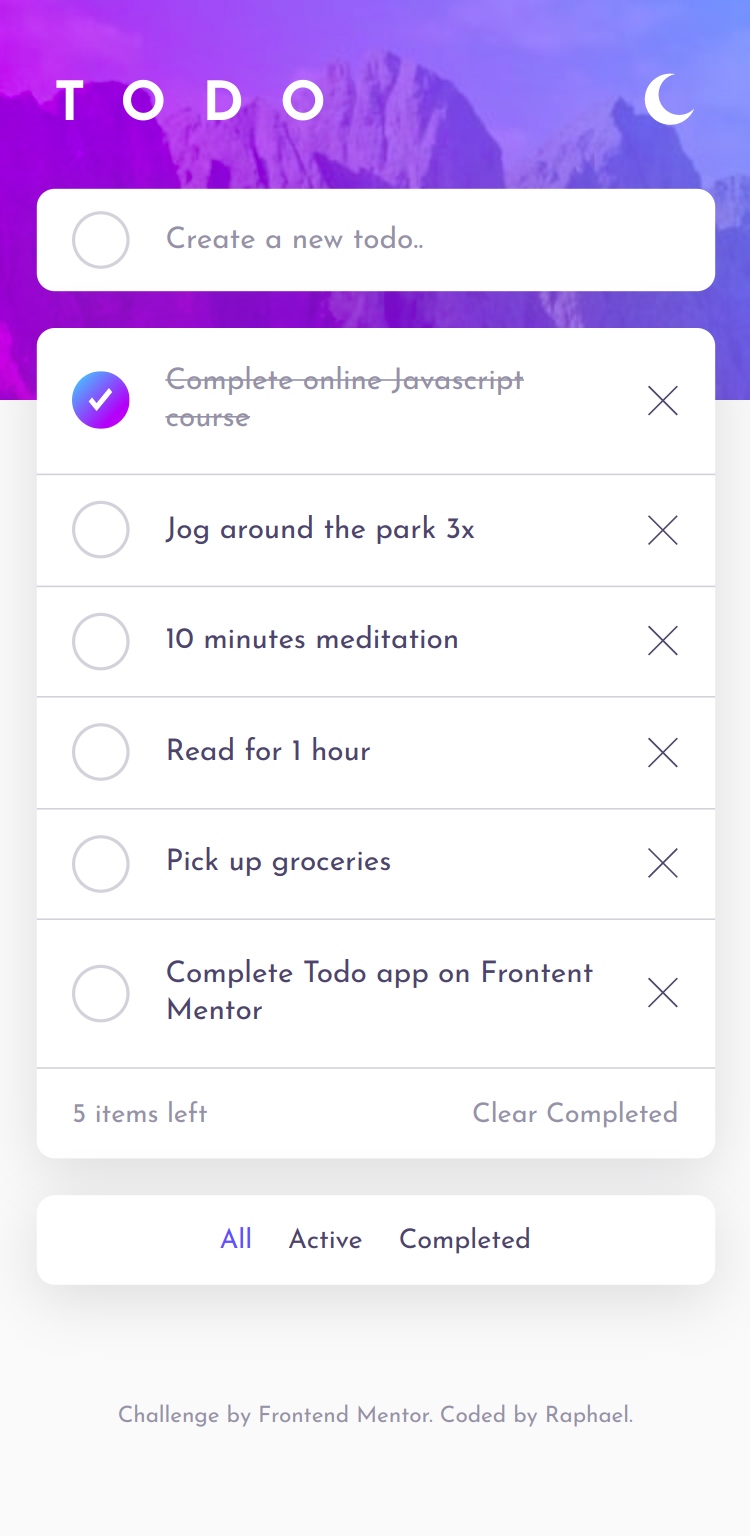 TODO
Create a new todo..
Complete online Javascript
course
Jog around the park 3x
10 minutes meditation
Read for 1 hour
Pick up groceries
Complete Todo app on Frontent
Mentor
5 items left Clear Completed
All Active Completed
Challenge by Frontend Mentor. Coded by Raphael.